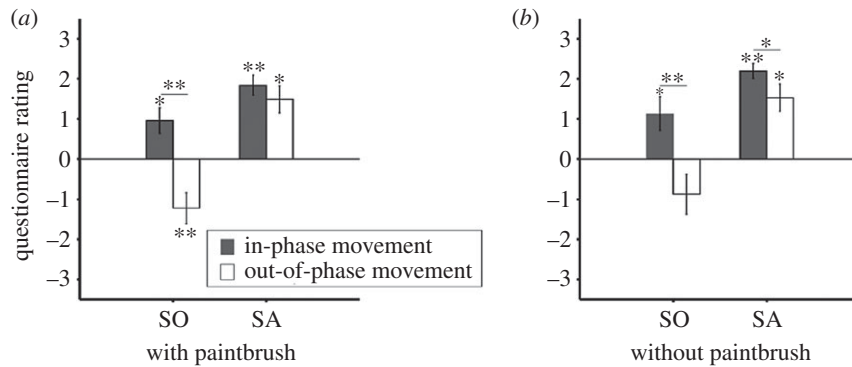 (a)
(b)
questionnaire rating
3
2
1
0
–1
–2
–3
*
**
**
**
*
in-phase movement
out-of-phase movement
SO
SA
with paintbrush
3
2
1
0
–1
–2
–3
*
**
**
*
*
SO
SA
without paintbrush